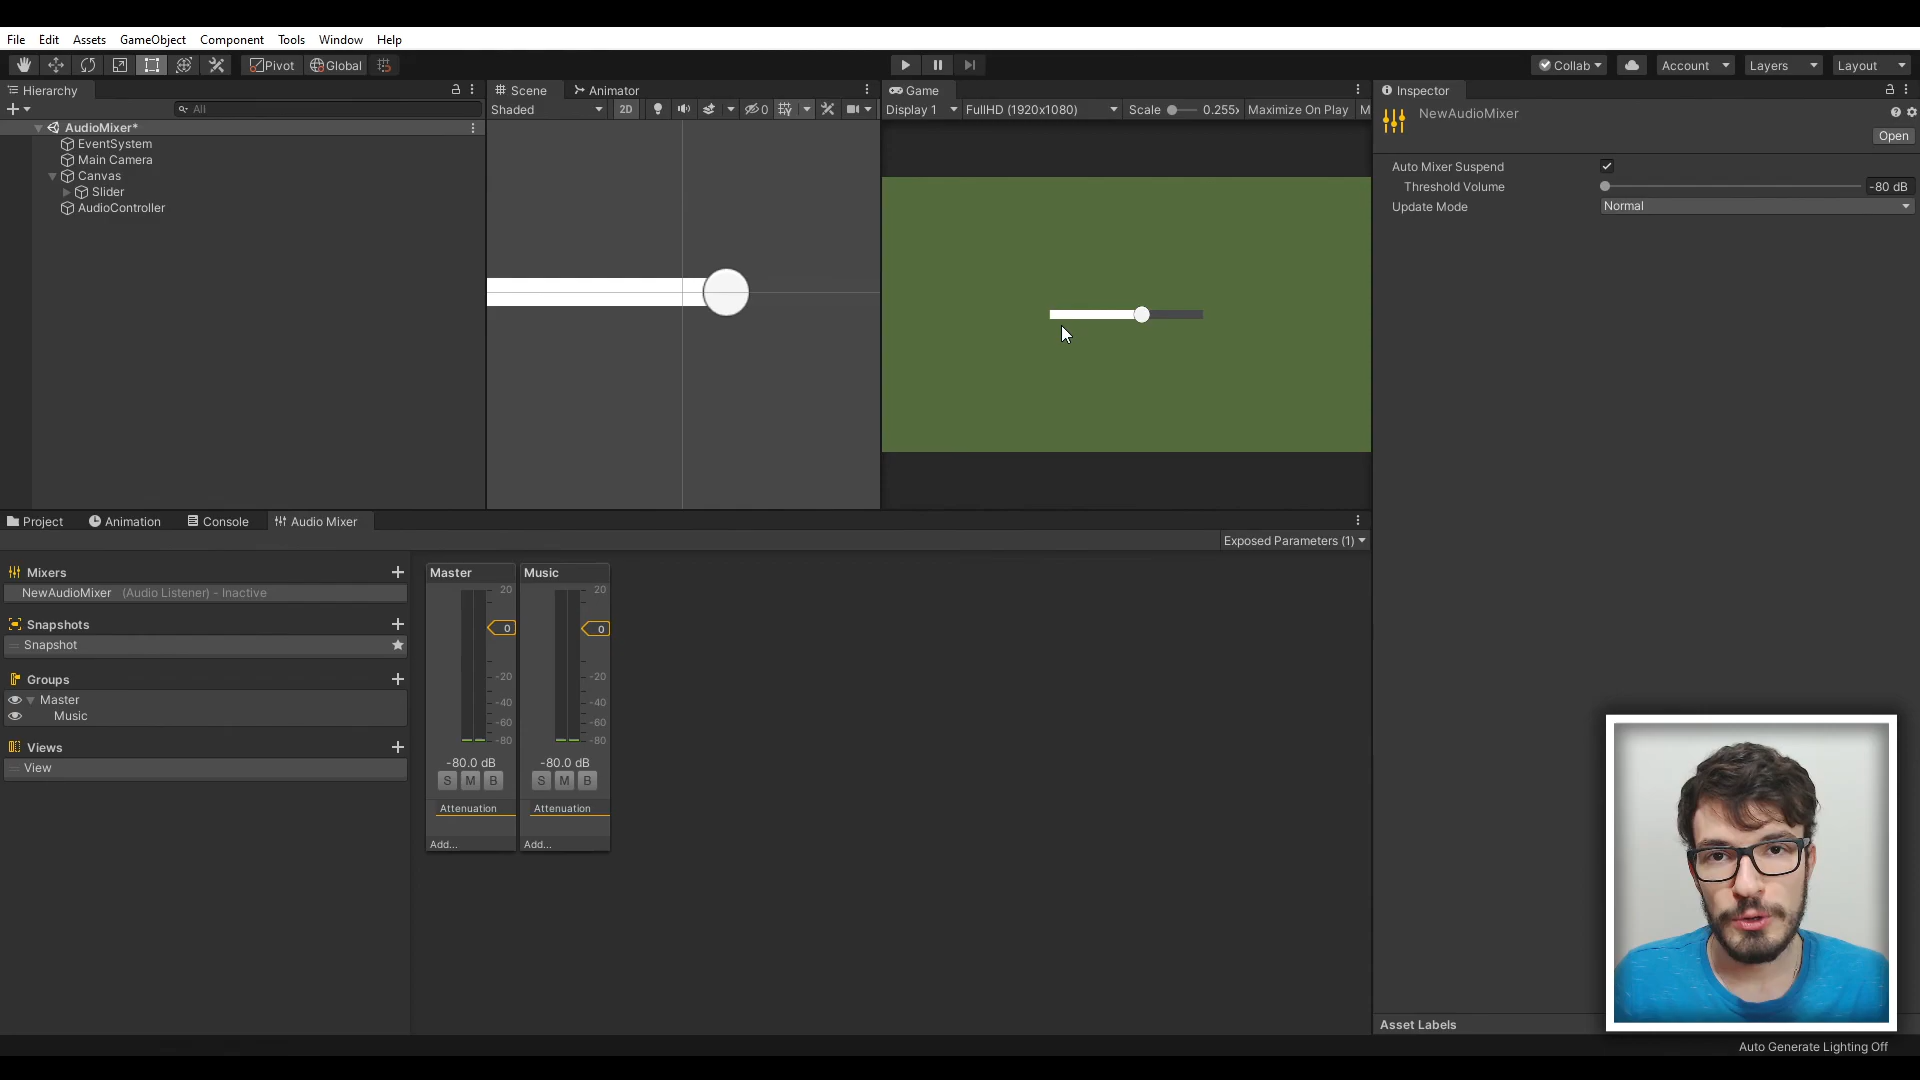 File Edit Assets GameObject Component Tools Window Help
Pivot Global Collab Account Layers Layout
Hierarchy
All
AudioMixer*
EventSystem
Main Camera
Canvas
Slider
AudioController
Scene Animator
Shaded 2D 0
Game
Display 1 FullHD (1920x1080) Scale 0.255x Maximize On Play M
Inspector
NewAudioMixer
Open
Auto Mixer Suspend
Threshold Volume -80 dB
Update Mode Normal
Project Animation Console Audio Mixer
Exposed Parameters (1)
Mixers
NewAudioMixer (Audio Listener) - Inactive
Snapshots
Snapshot
Groups
Master
Music
Views
View
Master
20
0
-20
-40
-60
-80
-80.0 dB
S M B
Attenuation
Add...
Music
20
0
-20
-40
-60
-80
-80.0 dB
S M B
Attenuation
Add...
Asset Labels
Auto Generate Lighting Off